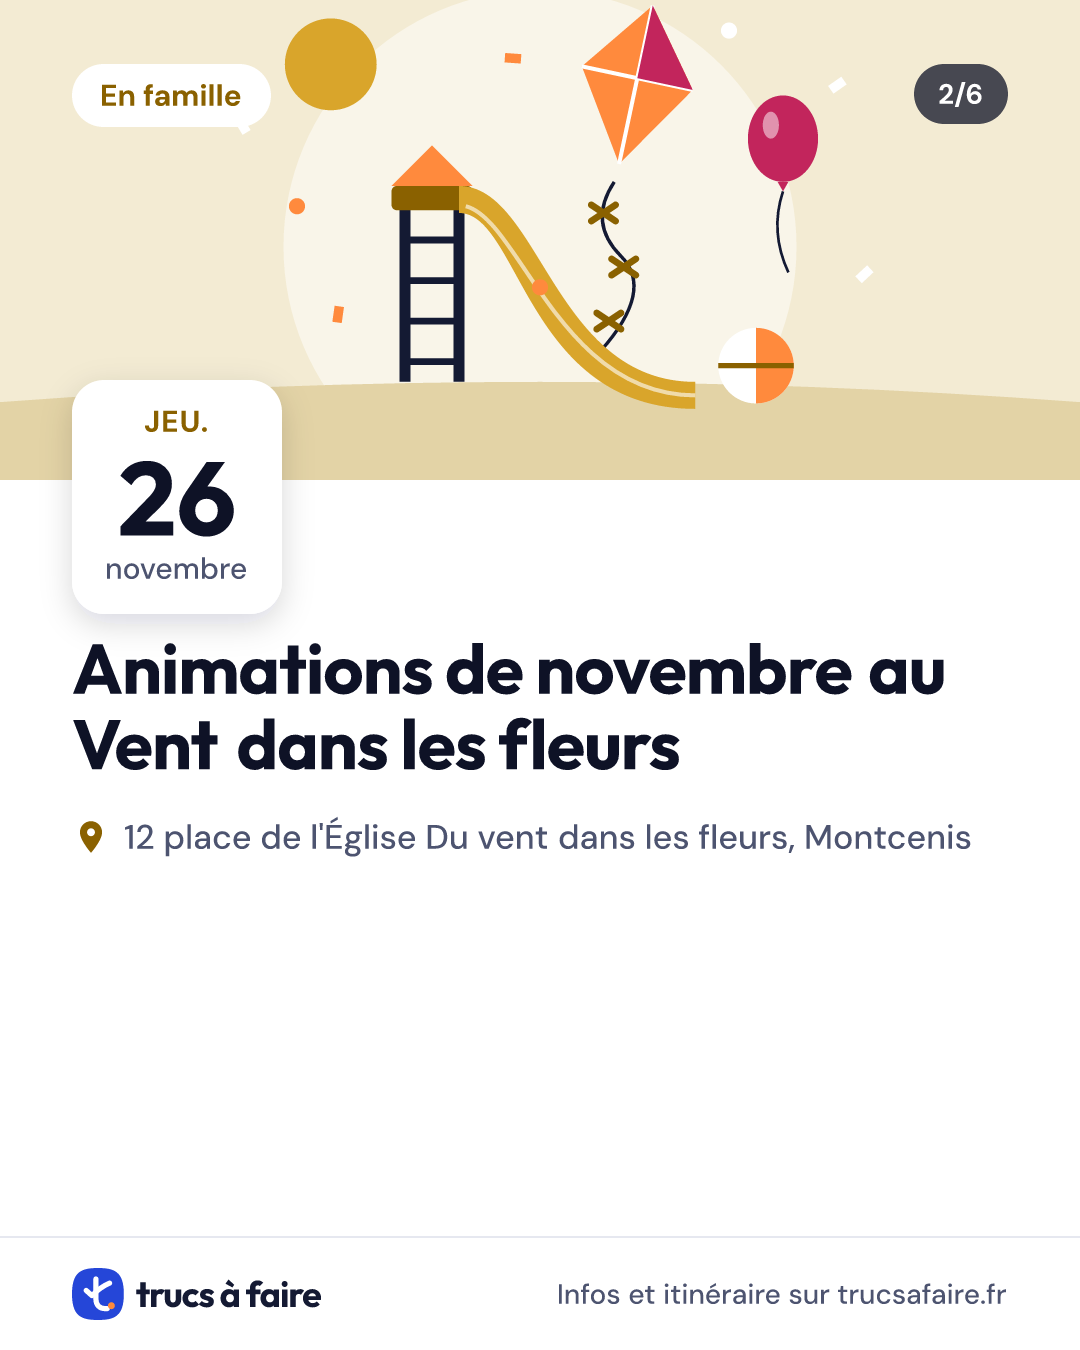 En famille
2/6
JEU.
26
novembre
Animations de novembre au
Vent dans les fleurs
12 place de l'Église Du vent dans les fleurs, Montcenis
trucs à faire
Infos et itinéraire sur trucsafaire.fr